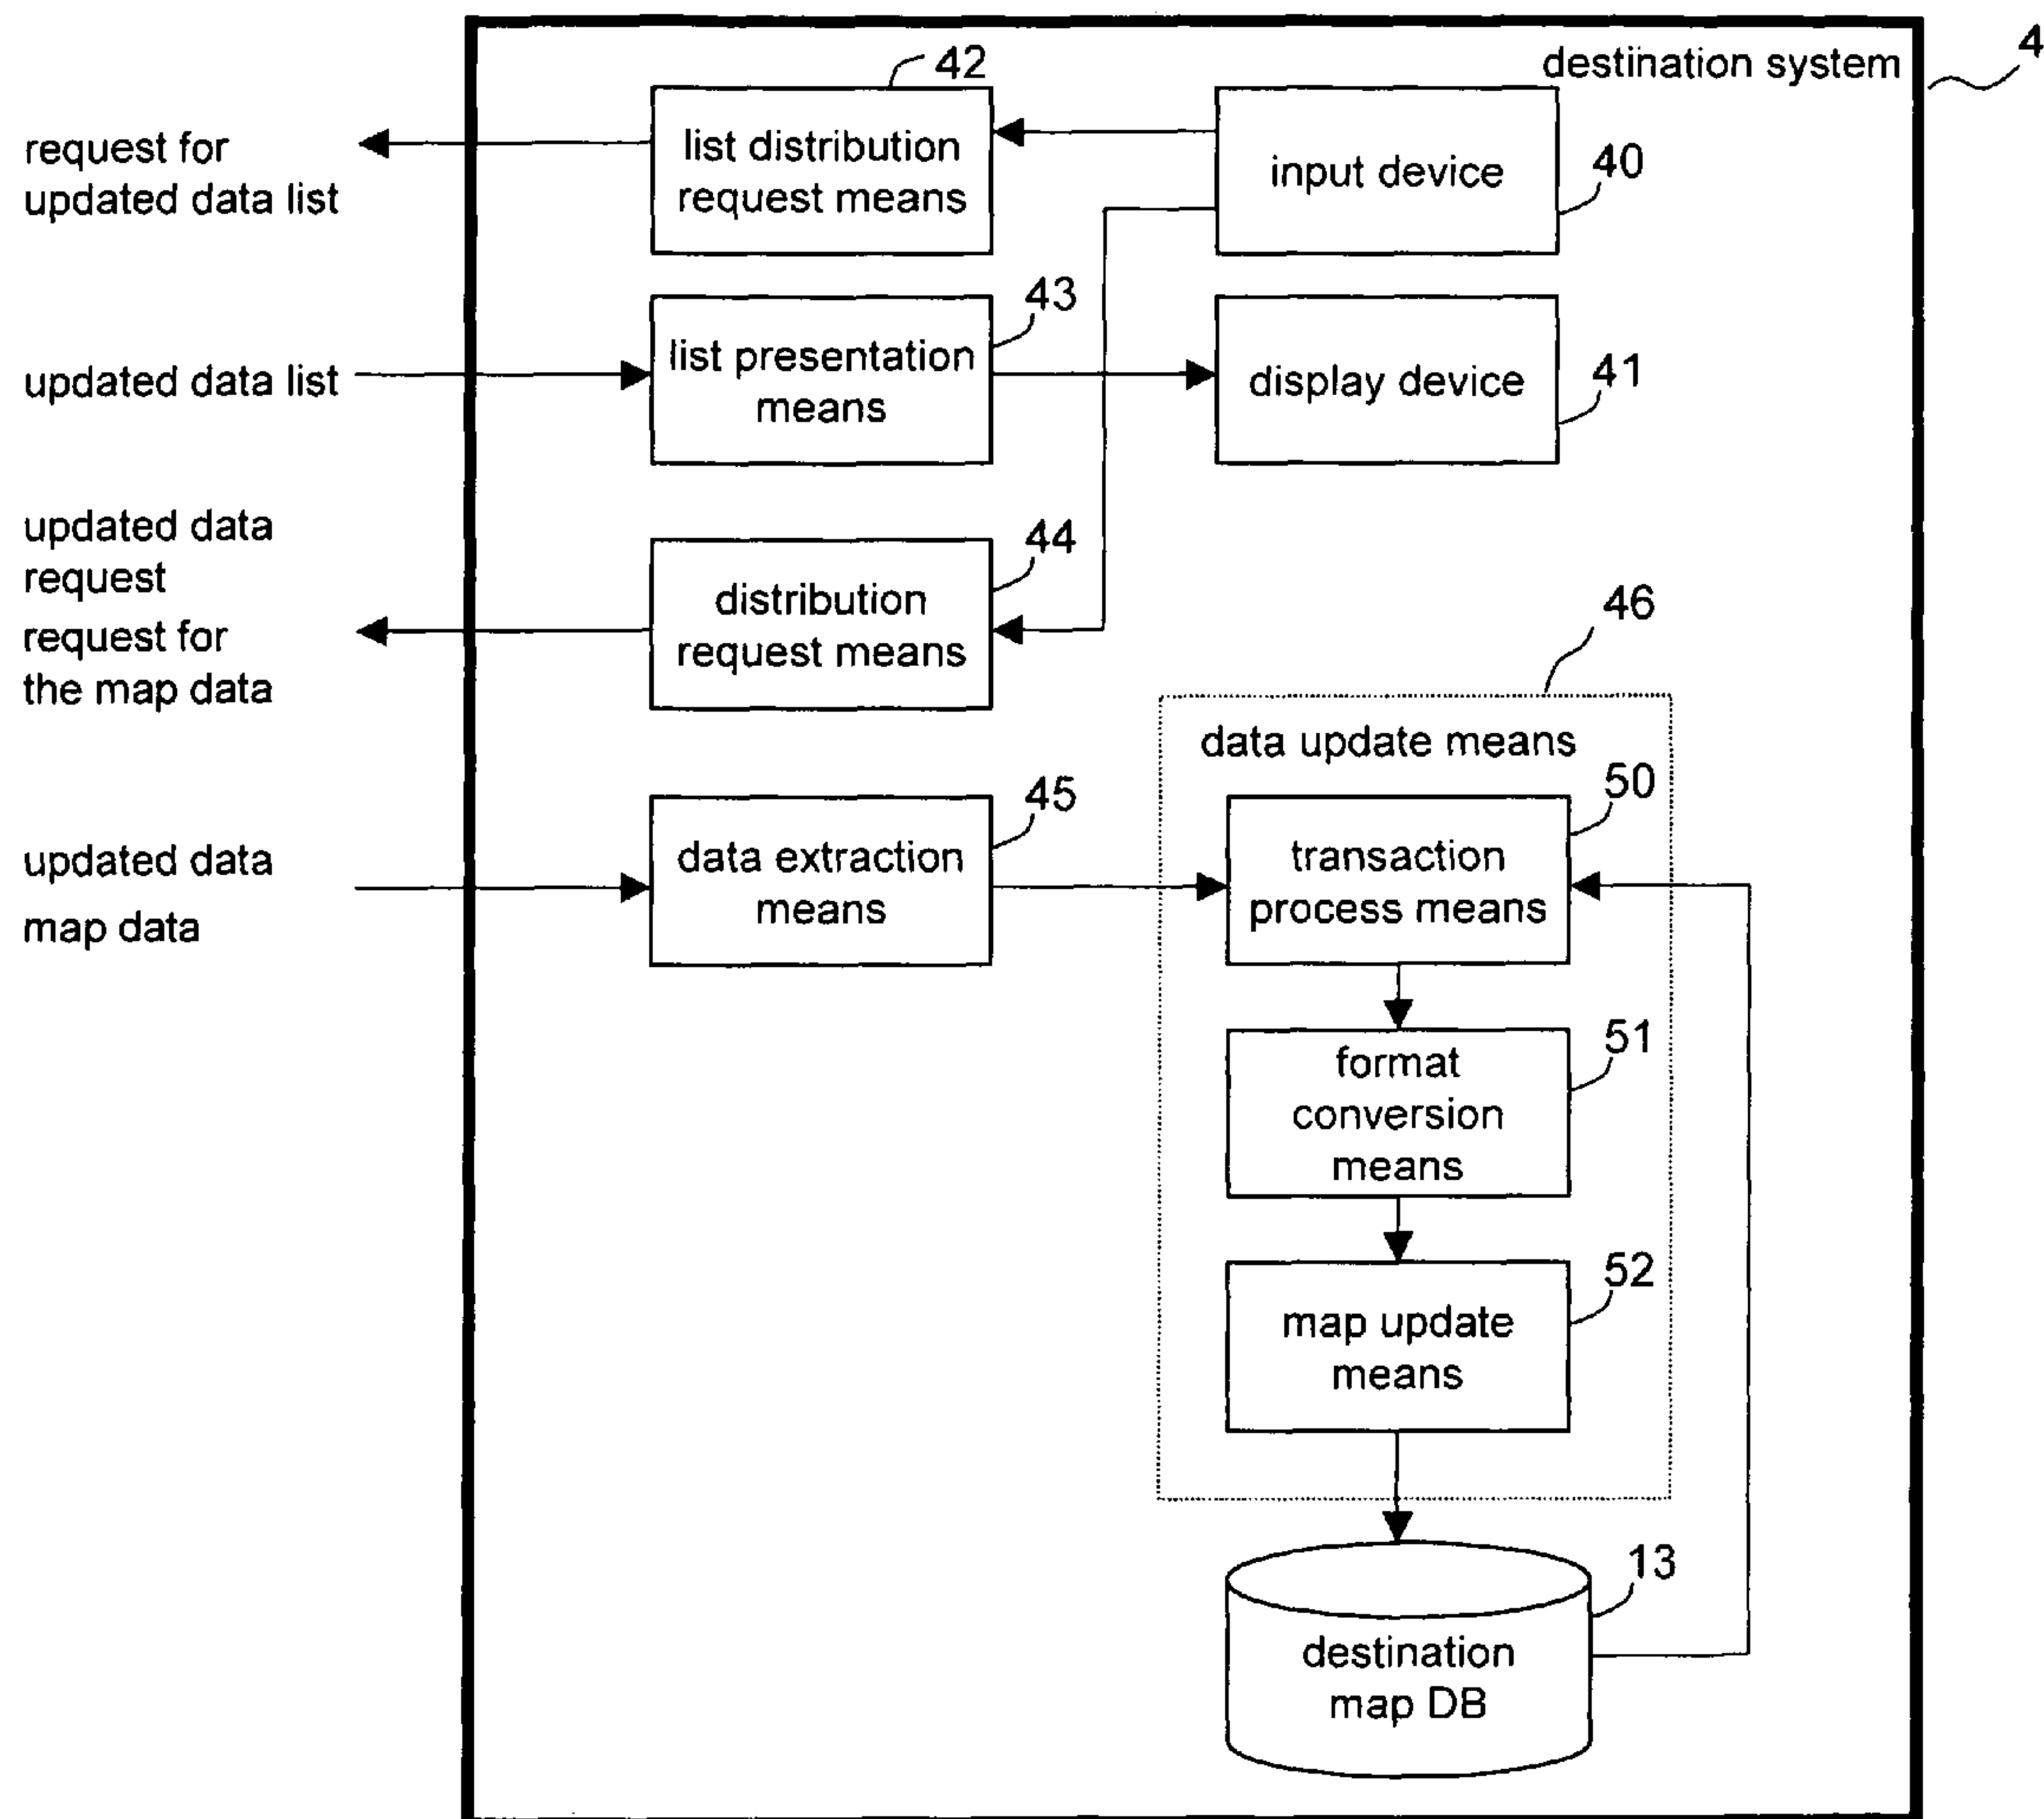 4
destination system
42
request for
updated data list
list distribution
request means
input device
40
43
updated data list
list presentation
means
display device
41
updated data
request
request for
the map data
44
distribution
request means
46
data update means
updated data
map data
45
data extraction
means
50
transaction
process means
51
format
conversion
means
52
map update
means
13
destination
map DB